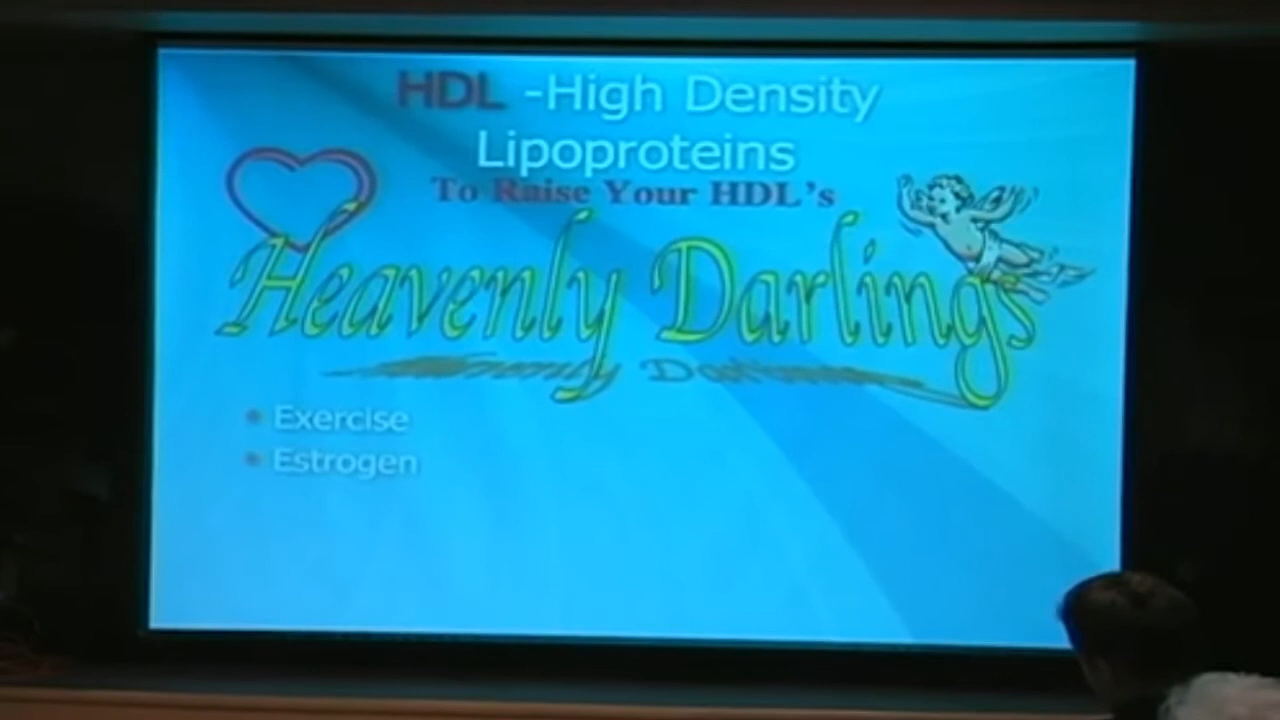 HDL -High Density
Lipoproteins
To Raise Your HDL's
Heavenly Darlings
• Exercise
• Estrogen